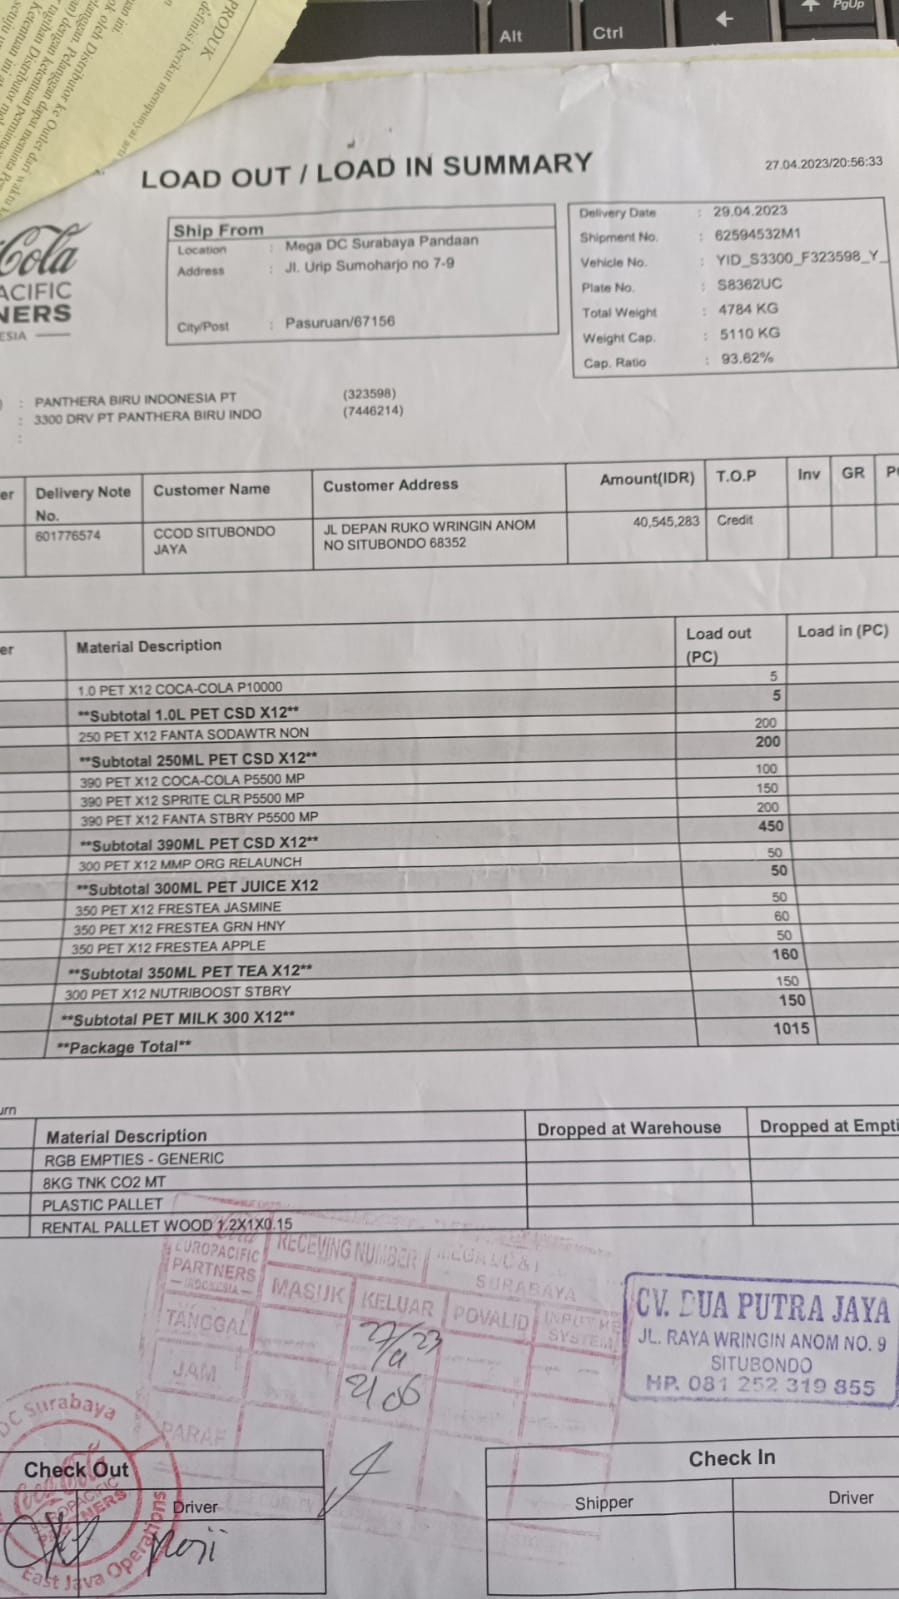 Alt
Ctrl
PgUp
PRODUK
definisi berikut mempunyai arti
LOAD OUT / LOAD IN SUMMARY
27.04.2023/20:56:33
Cola
ACIFIC
NERS
ESIA
Ship From
Location : Mega DC Surabaya Pandaan
Address : Jl. Urip Sumoharjo no 7-9
City/Post : Pasuruan/67156
Delivery Date : 29.04.2023
Shipment No. : 62594532M1
Vehicle No. : YID_S3300_F323598_Y_
Plate No. : S8362UC
Total Weight : 4784 KG
Weight Cap. : 5110 KG
Cap. Ratio : 93.62%
) : PANTHERA BIRU INDONESIA PT (323598)
: 3300 DRV PT PANTHERA BIRU INDO (7446214)
:
er Delivery Note No. Customer Name Customer Address Amount(IDR) T.O.P Inv GR
601776574 CCOD SITUBONDO JAYA JL DEPAN RUKO WRINGIN ANOM NO SITUBONDO 68352 40,545,283 Credit
er Material Description Load out (PC) Load in (PC)
1.0 PET X12 COCA-COLA P10000 5
**Subtotal 1.0L PET CSD X12** 5
250 PET X12 FANTA SODAWTR NON 200
**Subtotal 250ML PET CSD X12** 200
390 PET X12 COCA-COLA P5500 MP 100
390 PET X12 SPRITE CLR P5500 MP 150
390 PET X12 FANTA STBRY P5500 MP 200
**Subtotal 390ML PET CSD X12** 450
300 PET X12 MMP ORG RELAUNCH 50
**Subtotal 300ML PET JUICE X12 50
350 PET X12 FRESTEA JASMINE 50
350 PET X12 FRESTEA GRN HNY 60
350 PET X12 FRESTEA APPLE 50
**Subtotal 350ML PET TEA X12** 160
300 PET X12 NUTRIBOOST STBRY 150
**Subtotal PET MILK 300 X12** 150
**Package Total** 1015
urn
Material Description Dropped at Warehouse Dropped at Empti
RGB EMPTIES - GENERIC
8KG TNK CO2 MT
PLASTIC PALLET
RENTAL PALLET WOOD 1.2X1X0.15
EUROPACIFIC PARTNERS INDONESIA
RECEVING NUMBER
SURABAYA
MASUK KELUAR POVALID INPUT
SYSTEM
TANGGAL
JAM
21 06
PARAF
CV. DUA PUTRA JAYA
JL. RAYA WRINGIN ANOM NO. 9
SITUBONDO
HP. 081 252 319 855
DC Surabaya
Coca-Cola
EUROPACIFIC
PARTNERS
East Java Operations
Check Out
Driver
Check In
Shipper Driver